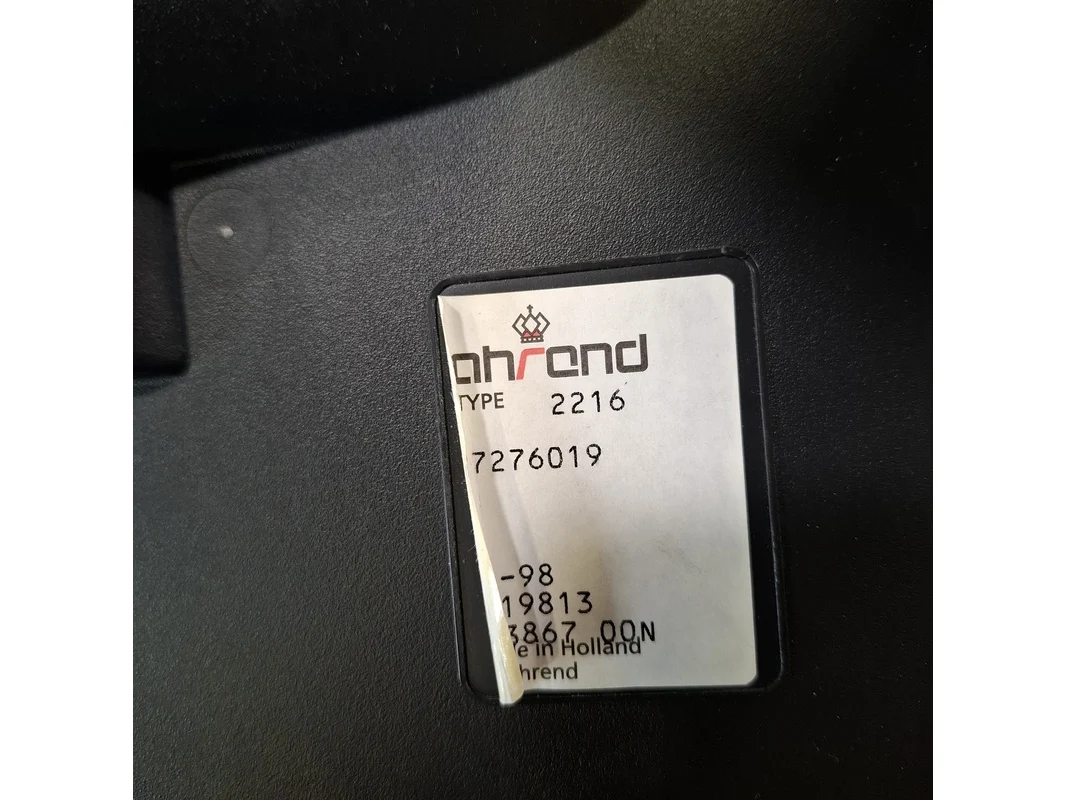 ahrend
TYPE 2216
7276019
-98
19813
3867 00N
e in Holland
hrend